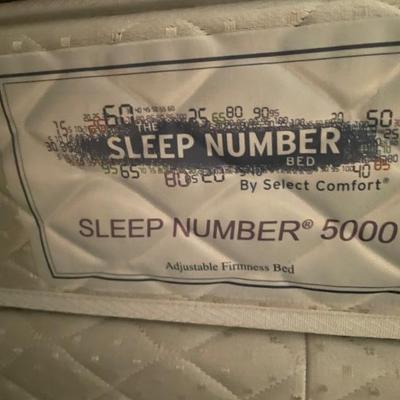 THE
SLEEP NUMBER
BED
By Select Comfort®
SLEEP NUMBER® 5000
Adjustable Firmness Bed